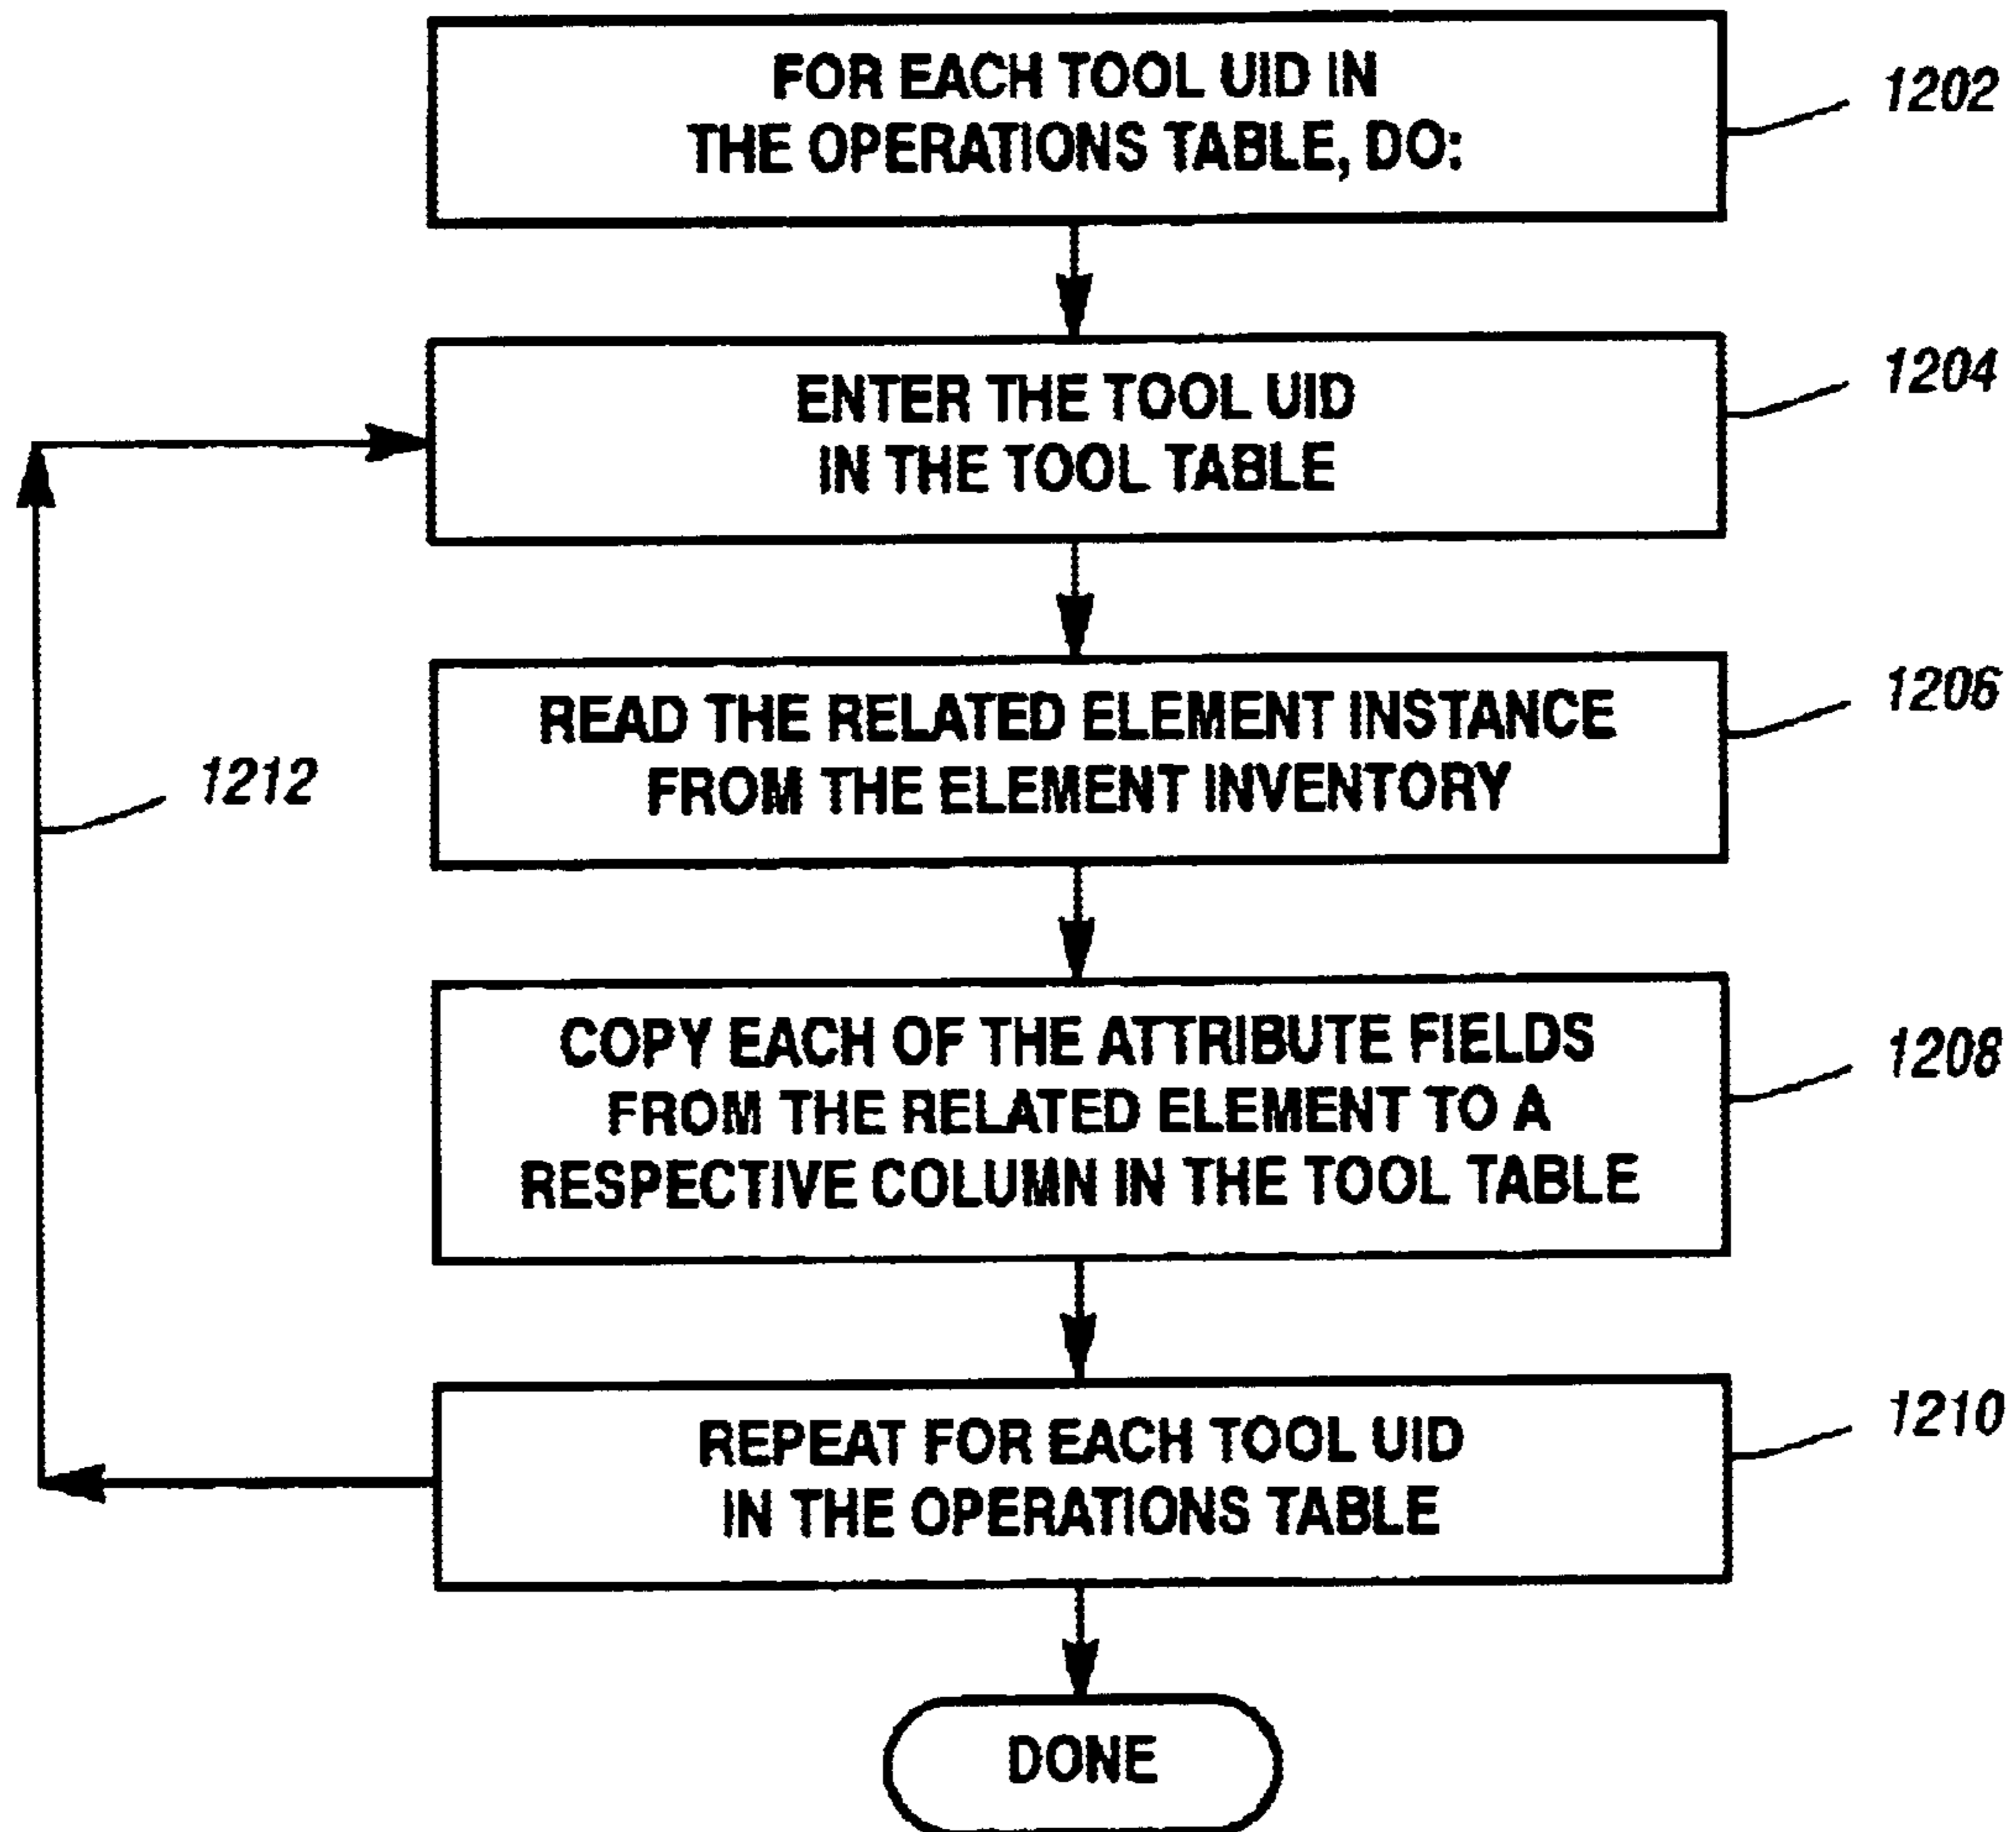 FOR EACH TOOL UID IN
THE OPERATIONS TABLE, DO:
1202
ENTER THE TOOL UID
IN THE TOOL TABLE
1204
READ THE RELATED ELEMENT INSTANCE
FROM THE ELEMENT INVENTORY
1206
1212
COPY EACH OF THE ATTRIBUTE FIELDS
FROM THE RELATED ELEMENT TO A
RESPECTIVE COLUMN IN THE TOOL TABLE
1208
REPEAT FOR EACH TOOL UID
IN THE OPERATIONS TABLE
1210
DONE